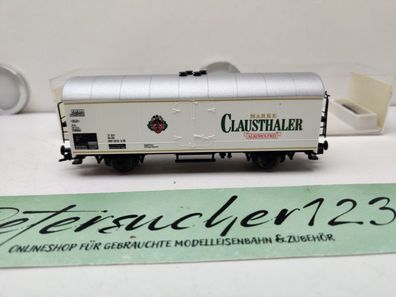 MARKE
CLAUSTHALER
ALKOHOLFREI
Petersucher123
ONLINESHOP FÜR GEBRAUCHTE MODELLEISENBAHN & ZUBEHÖR